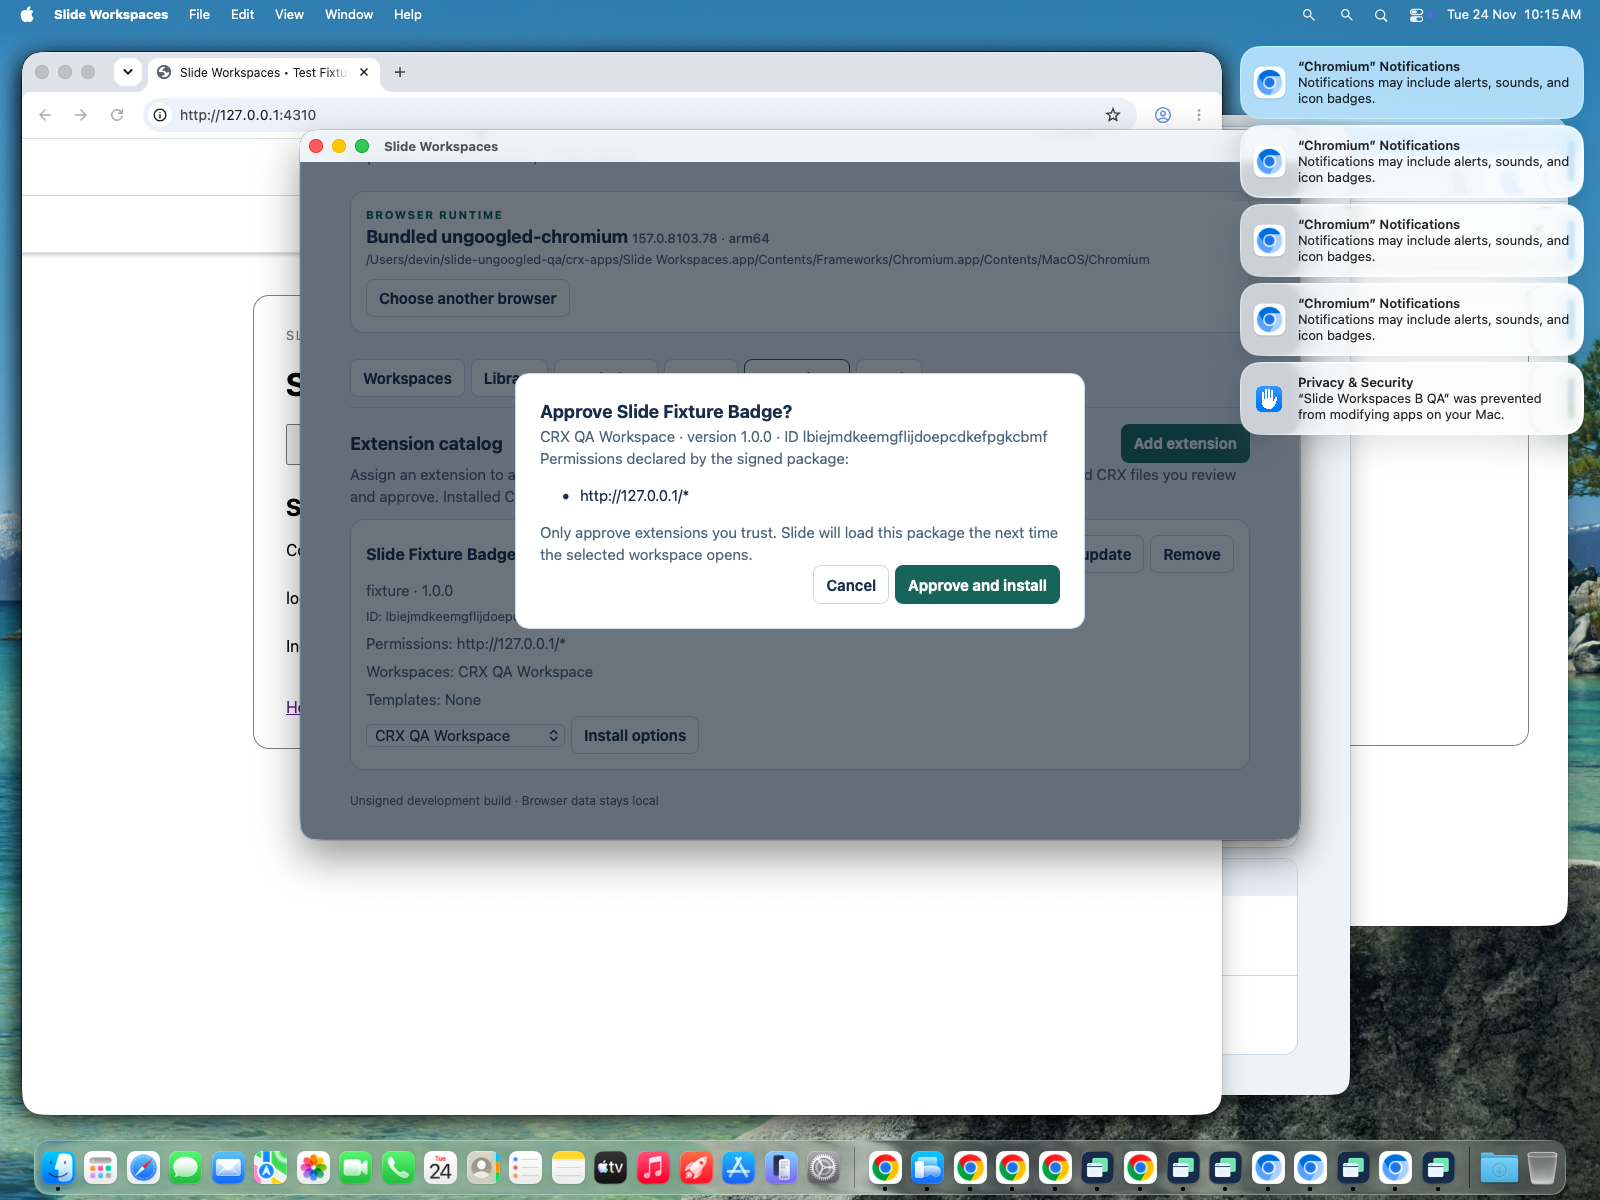 Slide Workspaces File Edit View Window Help
Tue 24 Nov 10:15 AM
Slide Workspaces • Test Fixtu
http://127.0.0.1:4310
Slide Workspaces
BROWSER RUNTIME
Bundled ungoogled-chromium 157.0.8103.78 · arm64
/Users/devin/slide-ungoogled-qa/crx-apps/Slide Workspaces.app/Contents/Frameworks/Chromium.app/Contents/MacOS/Chromium
Choose another browser
Workspaces
Extension catalog
Add extension
Assign an extension to a
d CRX files you review
and approve. Installed C
Slide Fixture Badge
update
Remove
fixture · 1.0.0
Permissions: http://127.0.0.1/*
Workspaces: CRX QA Workspace
Templates: None
CRX QA Workspace
Install options
Unsigned development build · Browser data stays local
Approve Slide Fixture Badge?
CRX QA Workspace · version 1.0.0 · ID lbiejmdkeemgflijdoepcdkefpgkcbmf
Permissions declared by the signed package:
• http://127.0.0.1/*
Only approve extensions you trust. Slide will load this package the next time
the selected workspace opens.
Cancel
Approve and install
“Chromium” Notifications
Notifications may include alerts, sounds, and
icon badges.
“Chromium” Notifications
Notifications may include alerts, sounds, and
icon badges.
“Chromium” Notifications
Notifications may include alerts, sounds, and
icon badges.
“Chromium” Notifications
Notifications may include alerts, sounds, and
icon badges.
Privacy & Security
“Slide Workspaces B QA” was prevented
from modifying apps on your Mac.
Tue
24
tv